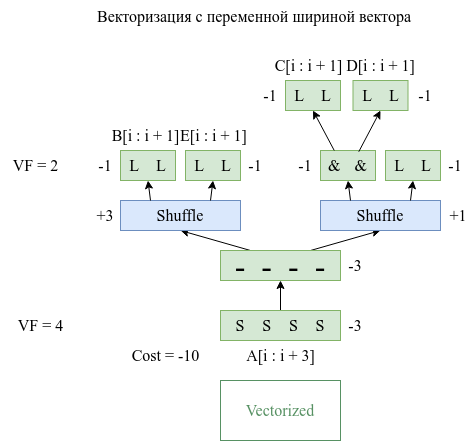 Векторизация с переменной шириной вектора
C[i : i + 1] D[i : i + 1]
-1 L L L L -1
B[i : i + 1]E[i : i + 1]
VF = 2 -1 L L L L -1 -1 & & L L -1
+3 Shuffle Shuffle +1
- - - - -3
VF = 4 S S S S -3
Cost = -10 A[i : i + 3]
Vectorized